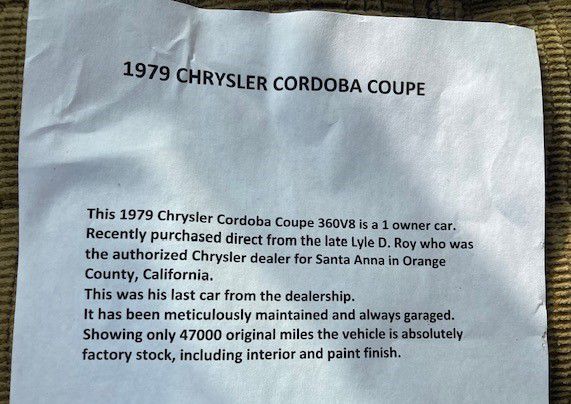 1979 CHRYSLER CORDOBA COUPE
This 1979 Chrysler Cordoba Coupe 360V8 is a 1 owner car.
Recently purchased direct from the late Lyle D. Roy who was
the authorized Chrysler dealer for Santa Anna in Orange
County, California.
This was his last car from the dealership.
It has been meticulously maintained and always garaged.
Showing only 47000 original miles the vehicle is absolutely
factory stock, including interior and paint finish.